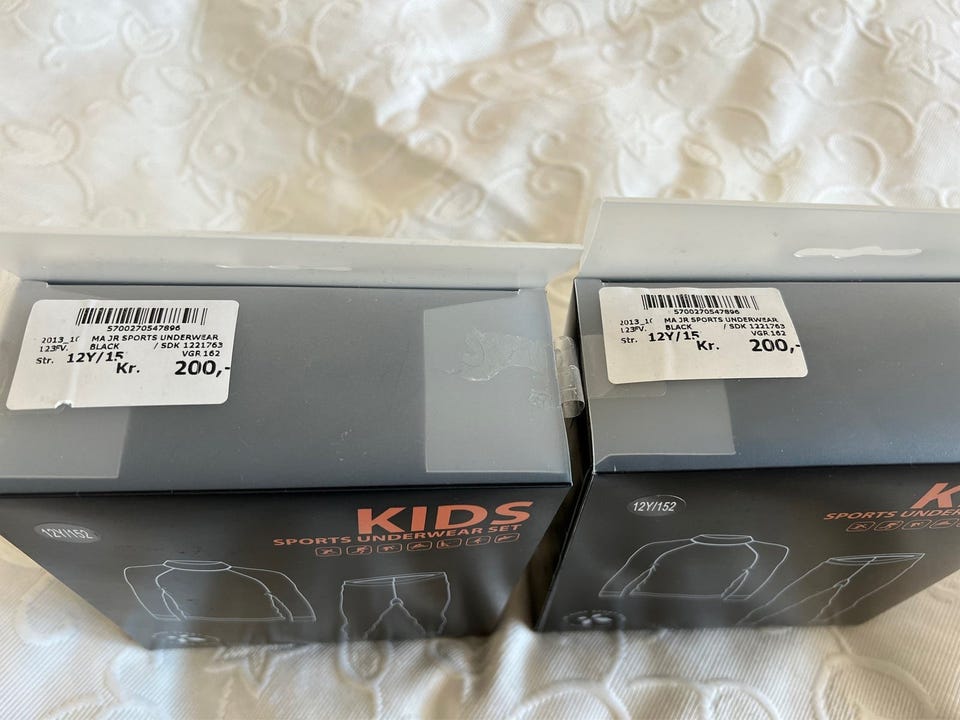 5700270547896
2013_10 MA JR SPORTS UNDERWEAR
123FV. BLACK / SDK 1221763
VGR 162
Str. 12Y/15
Kr. 200,-
12Y/152
KIDS
SPORTS UNDERWEAR SET
5700270547896
2013_10 MA JR SPORTS UNDERWEAR
123FV. BLACK / SDK 1221763
VGR 162
Str. 12Y/15
Kr. 200,-
12Y/152
K
SPORTS UNDER